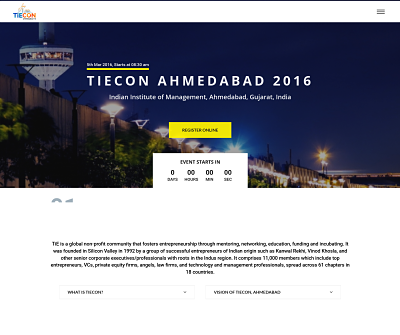 TiECON
5th Mar 2016, Starts at 08:30 am
TIECON AHMEDABAD 2016
Indian Institute of Management, Ahmedabad, Gujarat, India
REGISTER ONLINE
EVENT STARTS IN
0 00 00 00
DAYS HOURS MIN SEC
TiE is a global non-profit community that fosters entrepreneurship through mentoring, networking, education, funding and incubating. It
was founded in Silicon Valley in 1992 by a group of successful entrepreneurs of Indian origin such as Kanwal Rekhi, Vinod Khosla, and
other senior corporate executives/professionals with roots in the Indus region. It comprises 11,000 members which include top
entrepreneurs, VCs, private equity firms, angels, law firms, and technology and management professionals, spread across 61 chapters in
18 countries.
WHAT IS TIECON?
VISION OF TIECON, AHMEDABAD